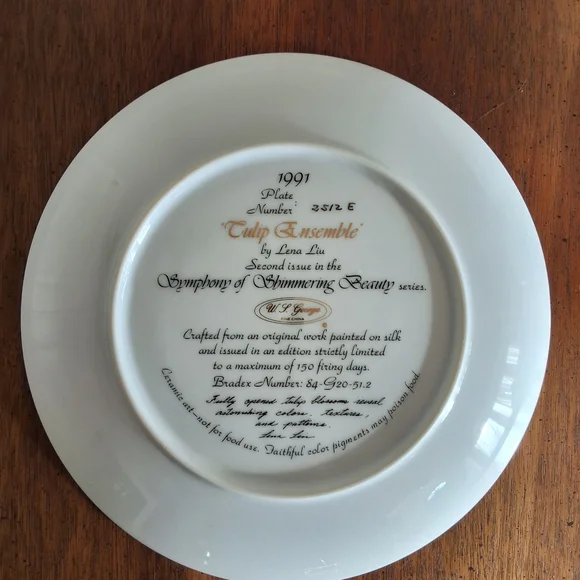 1991
Plate
Number: 2512 E
"Tulip Ensemble"
by Lena Liu
Second issue in the
Symphony of Shimmering Beauty series.
W. S. George
FINE CHINA
Crafted from an original work painted on silk
and issued in an edition strictly limited
to a maximum of 150 firing days.
Bradex Number: 84-G20-51.2
Fully opened tulip blossoms reveal
astonishing colors, textures,
and patterns.
Lena Liu
Ceramic art—not for food use. Faithful color pigments may poison food.